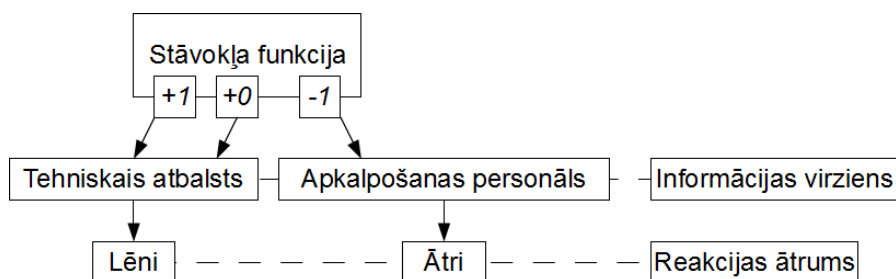 Stāvokļa funkcija
+1 +0 -1
Tehniskais atbalsts Apkalpošanas personāls Informācijas virziens
Lēni Ātri Reakcijas ātrums